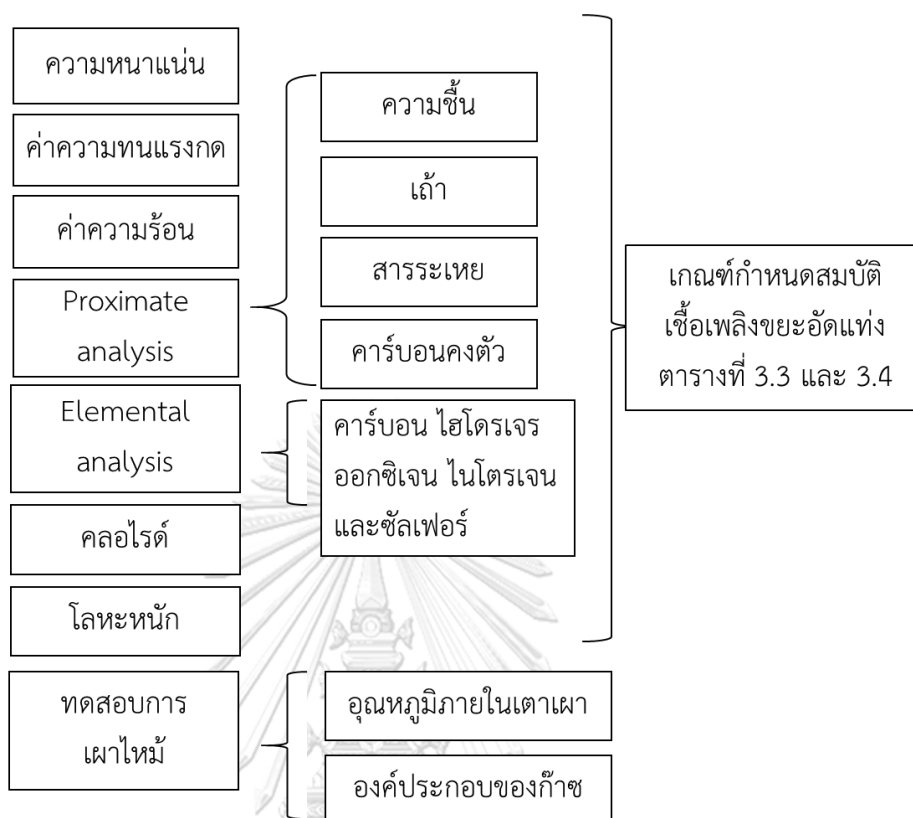 ความหนาแน่น
ค่าความทนแรงกด
ค่าความร้อน
Proximate
analysis
Elemental
analysis
คลอไรด์
โลหะหนัก
ทดสอบการ
เผาไหม้
ความชื้น
เถ้า
สารระเหย
คาร์บอนคงตัว
คาร์บอน ไฮโดรเจร
ออกซิเจน ไนโตรเจน
และซัลเฟอร์
อุณหภูมิภายในเตาเผา
องค์ประกอบของก๊าซ
เกณฑ์กำหนดสมบัติ
เชื้อเพลิงขยะอัดแท่ง
ตารางที่ 3.3 และ 3.4